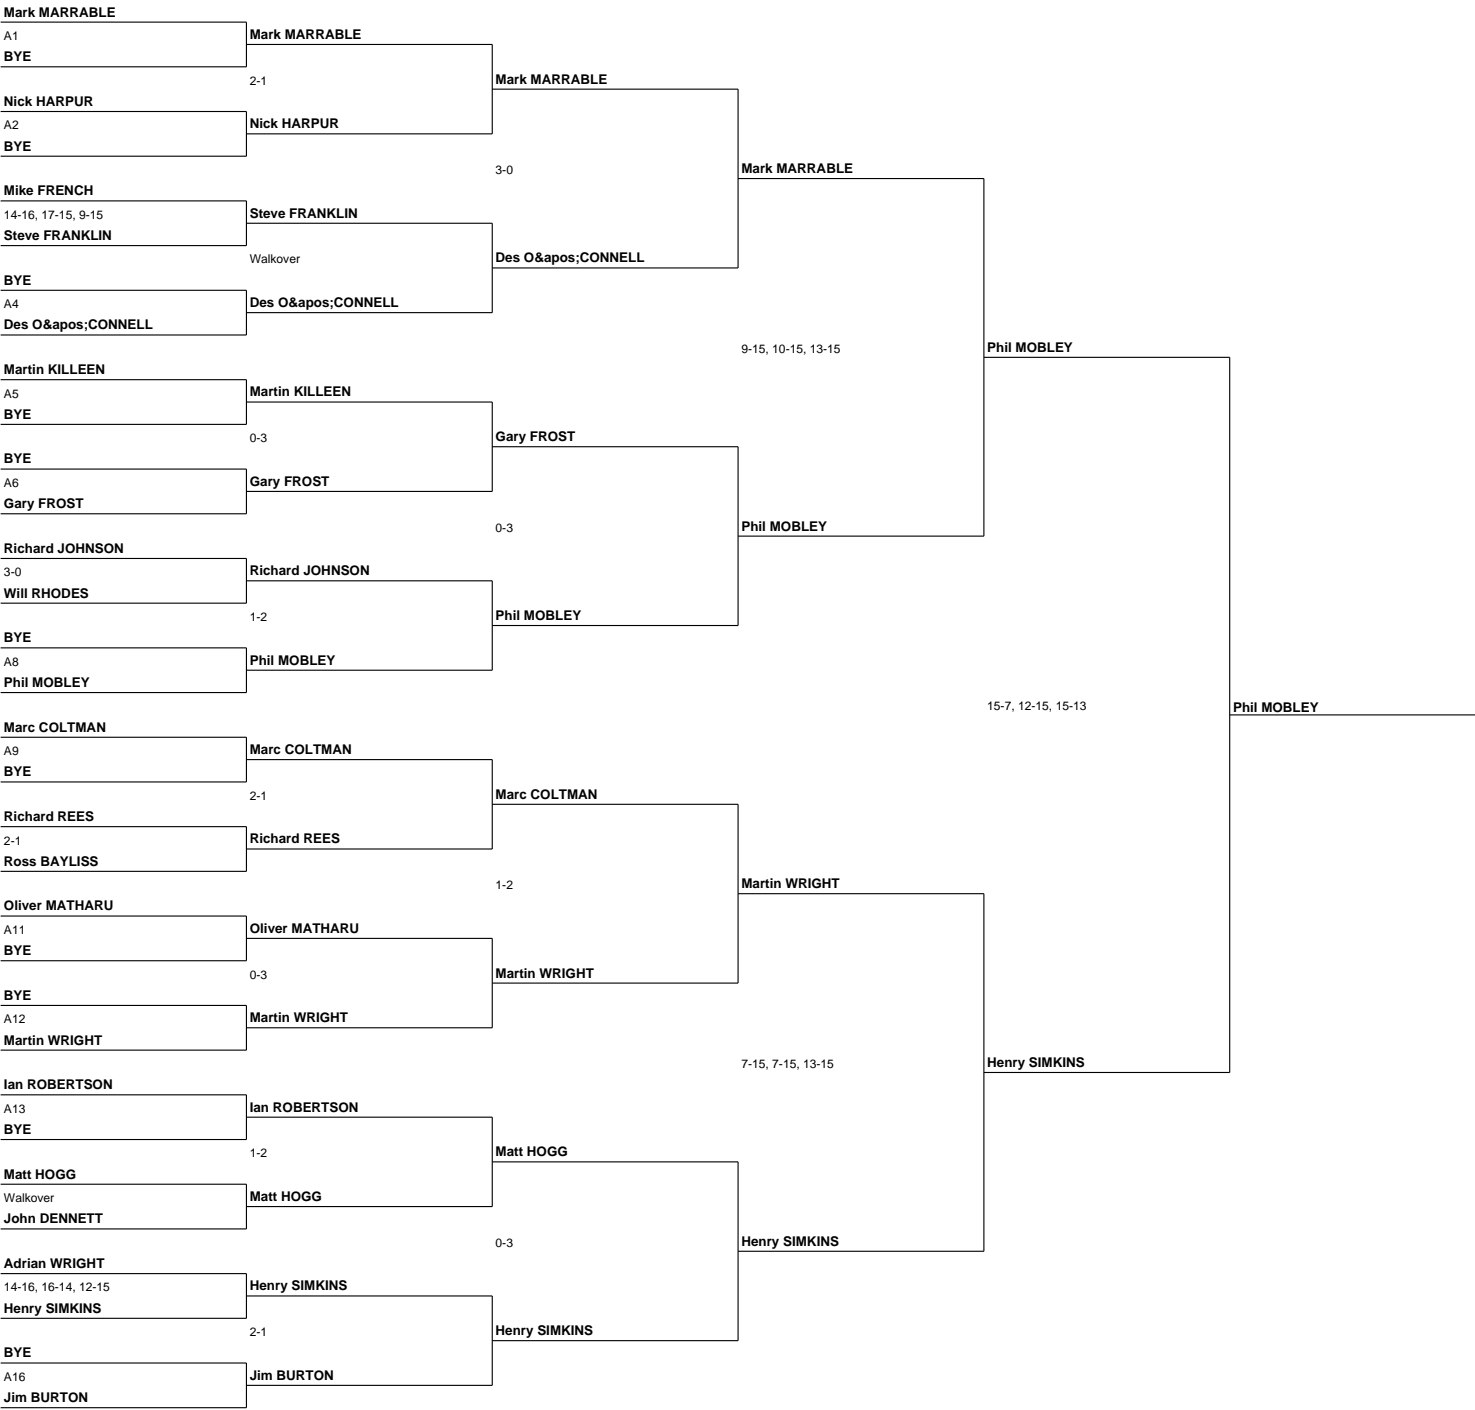 Mark MARRABLE
A1
BYE
Nick HARPUR
A2
BYE
Mike FRENCH
14-16, 17-15, 9-15
Steve FRANKLIN
BYE
A4
Des O&apos;CONNELL
Martin KILLEEN
A5
BYE
BYE
A6
Gary FROST
Richard JOHNSON
3-0
Will RHODES
BYE
A8
Phil MOBLEY
Marc COLTMAN
A9
BYE
Richard REES
2-1
Ross BAYLISS
Oliver MATHARU
A11
BYE
BYE
A12
Martin WRIGHT
Ian ROBERTSON
A13
BYE
Matt HOGG
Walkover
John DENNETT
Adrian WRIGHT
14-16, 16-14, 12-15
Henry SIMKINS
BYE
A16
Jim BURTON
Mark MARRABLE
2-1
Nick HARPUR
Steve FRANKLIN
Walkover
Des O&apos;CONNELL
Martin KILLEEN
0-3
Gary FROST
Richard JOHNSON
1-2
Phil MOBLEY
Marc COLTMAN
2-1
Richard REES
Oliver MATHARU
0-3
Martin WRIGHT
Ian ROBERTSON
1-2
Matt HOGG
Henry SIMKINS
2-1
Jim BURTON
Mark MARRABLE
3-0
Des O&apos;CONNELL
Gary FROST
0-3
Phil MOBLEY
Marc COLTMAN
1-2
Martin WRIGHT
Matt HOGG
0-3
Henry SIMKINS
Mark MARRABLE
9-15, 10-15, 13-15
Phil MOBLEY
Martin WRIGHT
7-15, 7-15, 13-15
Henry SIMKINS
Phil MOBLEY
15-7, 12-15, 15-13
Henry SIMKINS
Phil MOBLEY